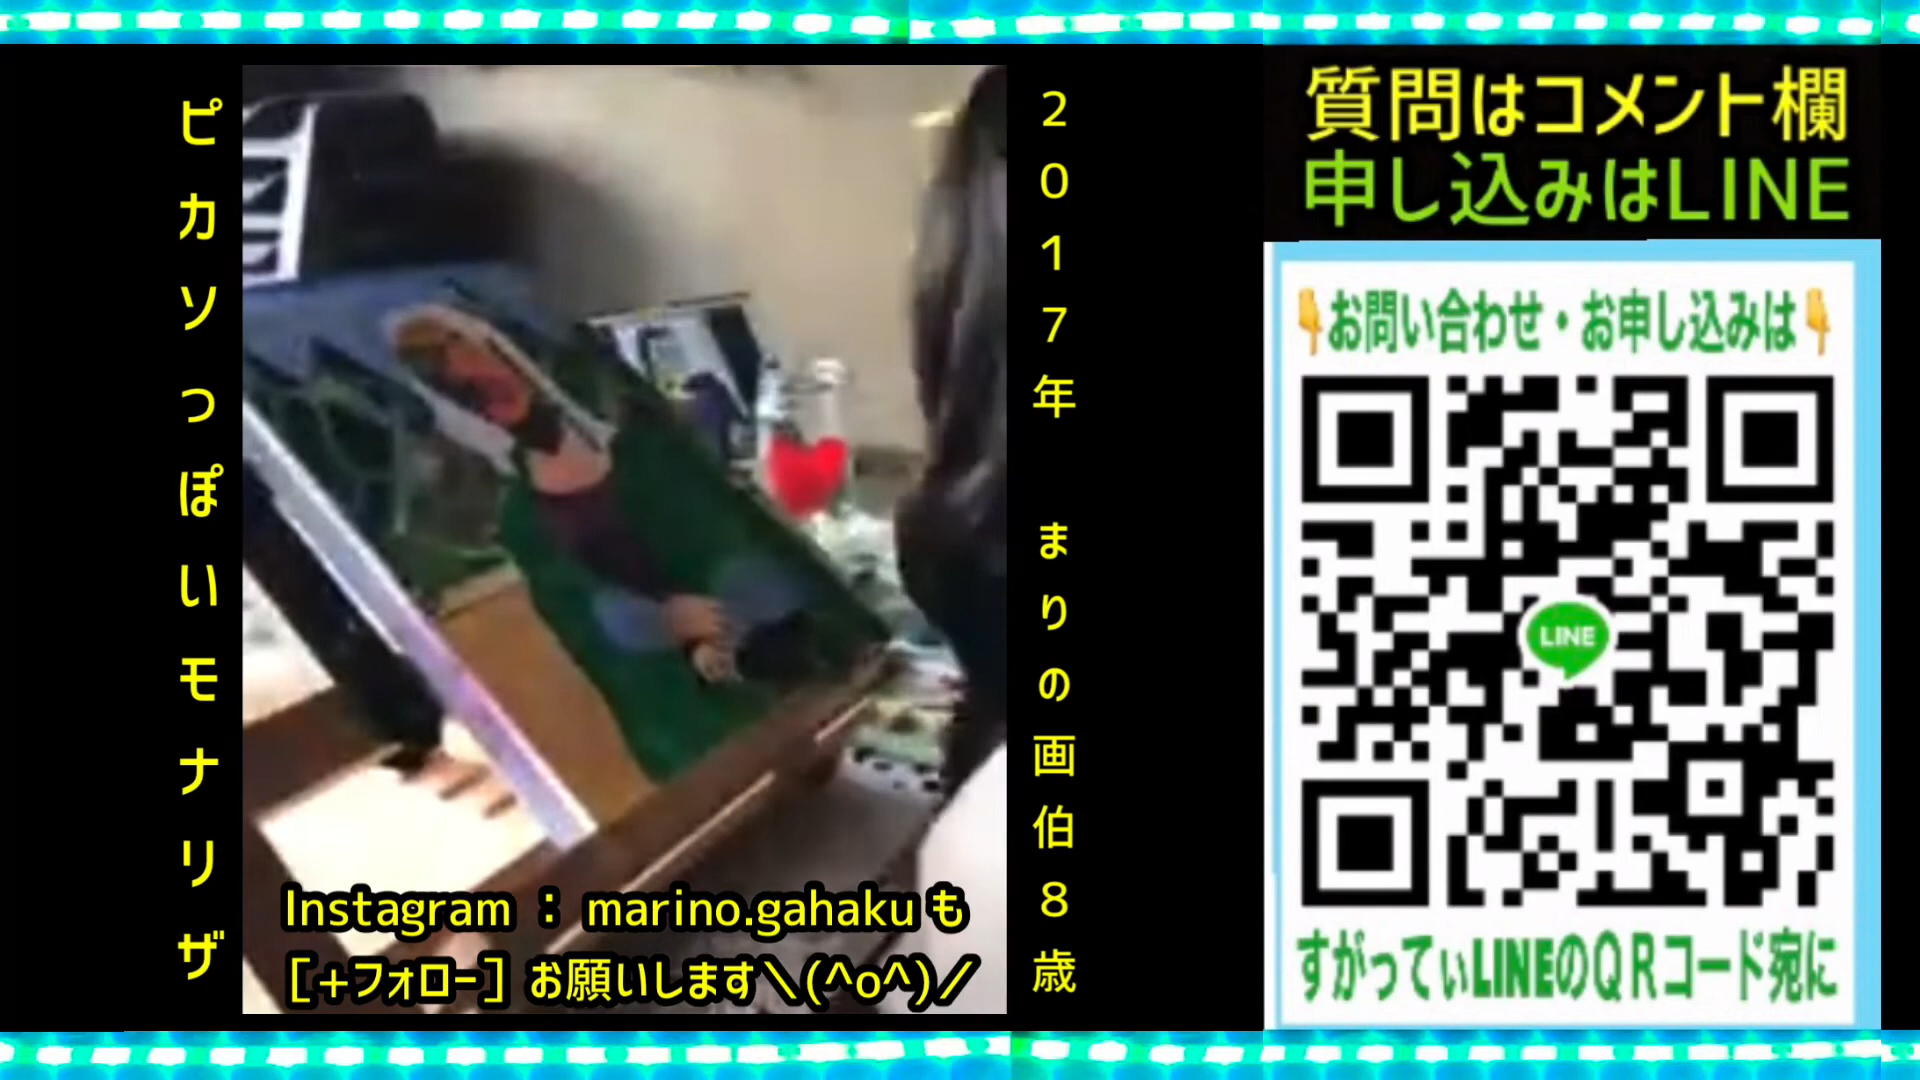 ピカソっぽいモナリザ
2017年 まりの画伯8歳
Instagram : marino.gahakuも
[+フォロー] お願いします＼(^o^)／
質問はコメント欄
申し込みはLINE
👇お問い合わせ・お申し込みは👇
LINE
すがってぃLINEのQRコード宛に